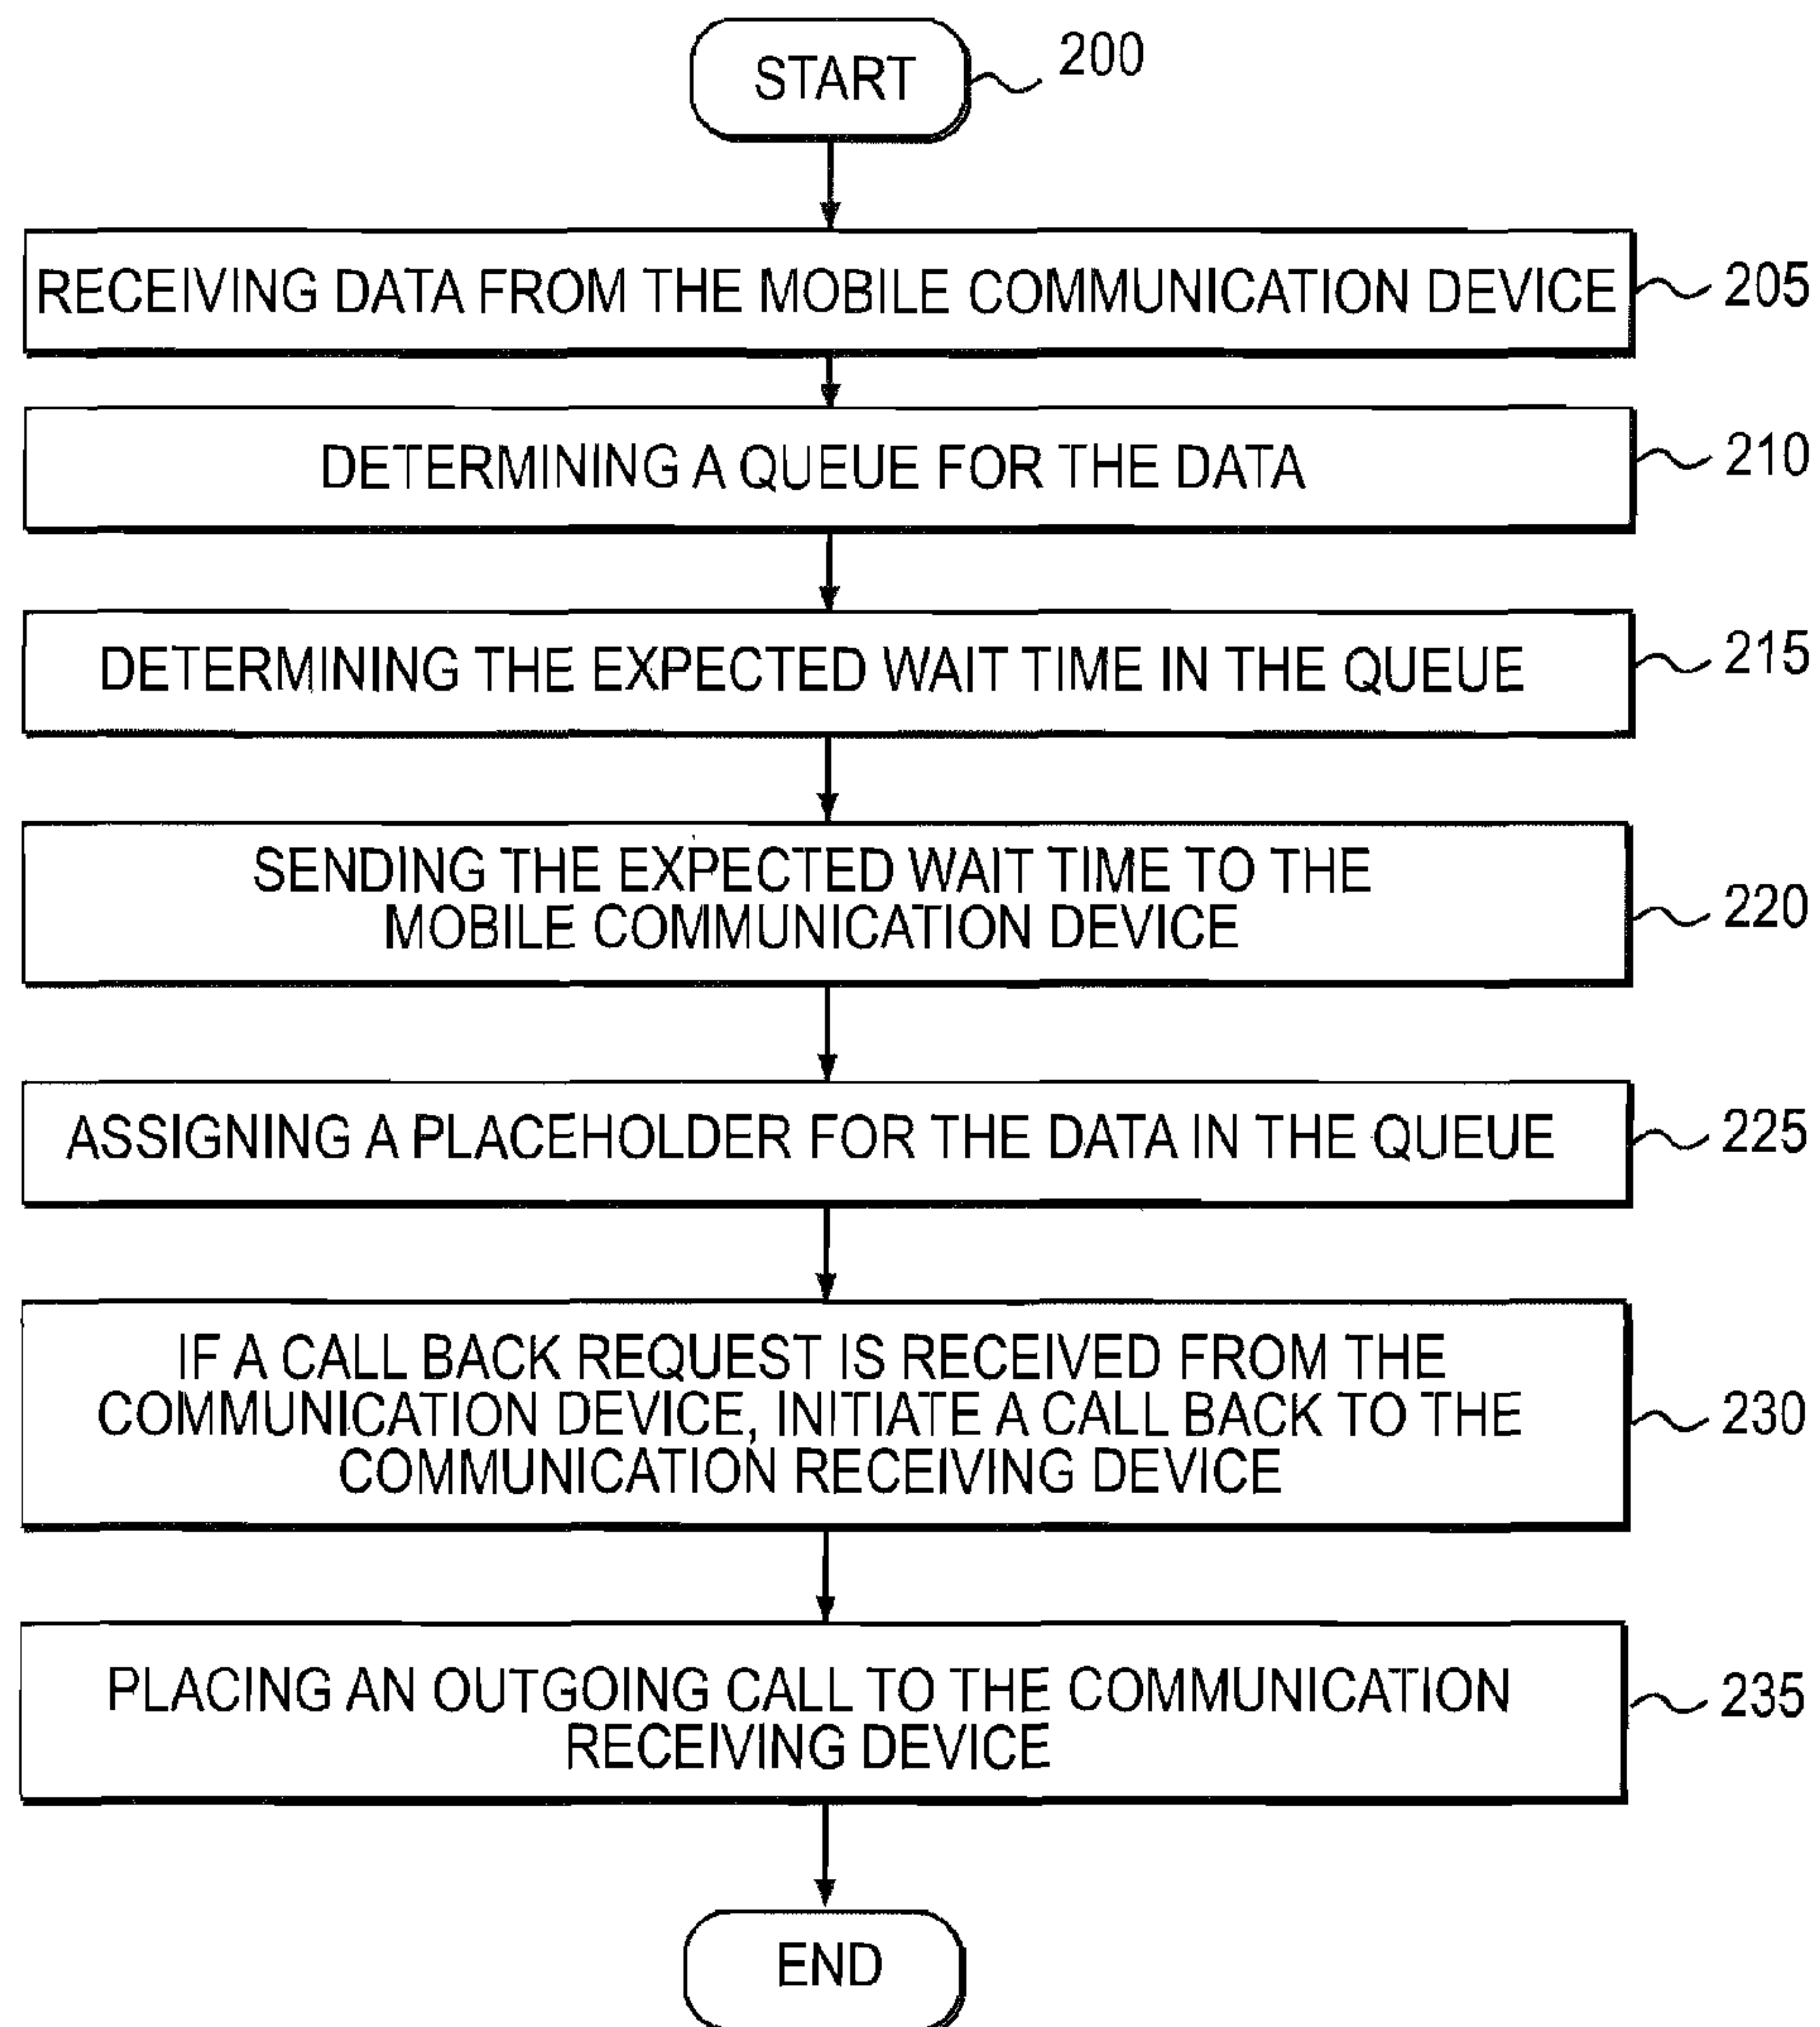 START
200
RECEIVING DATA FROM THE MOBILE COMMUNICATION DEVICE
205
DETERMINING A QUEUE FOR THE DATA
210
DETERMINING THE EXPECTED WAIT TIME IN THE QUEUE
215
SENDING THE EXPECTED WAIT TIME TO THE
MOBILE COMMUNICATION DEVICE
220
ASSIGNING A PLACEHOLDER FOR THE DATA IN THE QUEUE
225
IF A CALL BACK REQUEST IS RECEIVED FROM THE
COMMUNICATION DEVICE, INITIATE A CALL BACK TO THE
COMMUNICATION RECEIVING DEVICE
230
PLACING AN OUTGOING CALL TO THE COMMUNICATION
RECEIVING DEVICE
235
END